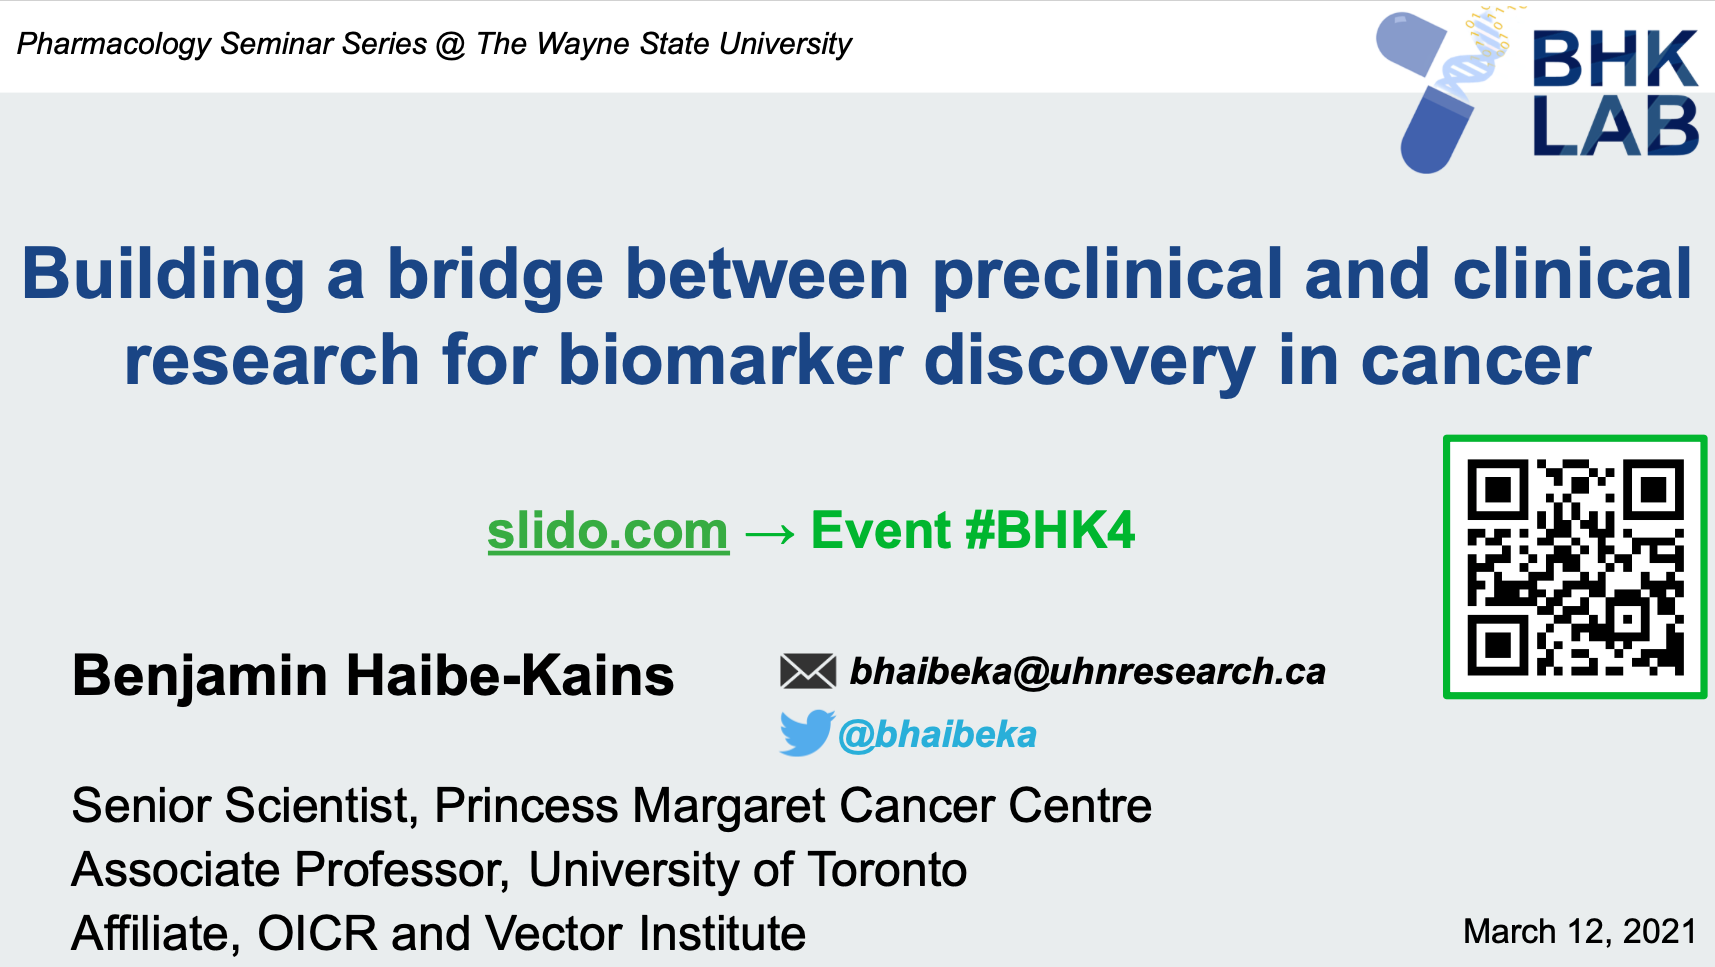 Pharmacology Seminar Series @ The Wayne State University
BHK
LAB
Building a bridge between preclinical and clinical
research for biomarker discovery in cancer
slido.com → Event #BHK4
Benjamin Haibe-Kains
bhaibeka@uhnresearch.ca
@bhaibeka
Senior Scientist, Princess Margaret Cancer Centre
Associate Professor, University of Toronto
Affiliate, OICR and Vector Institute
March 12, 2021